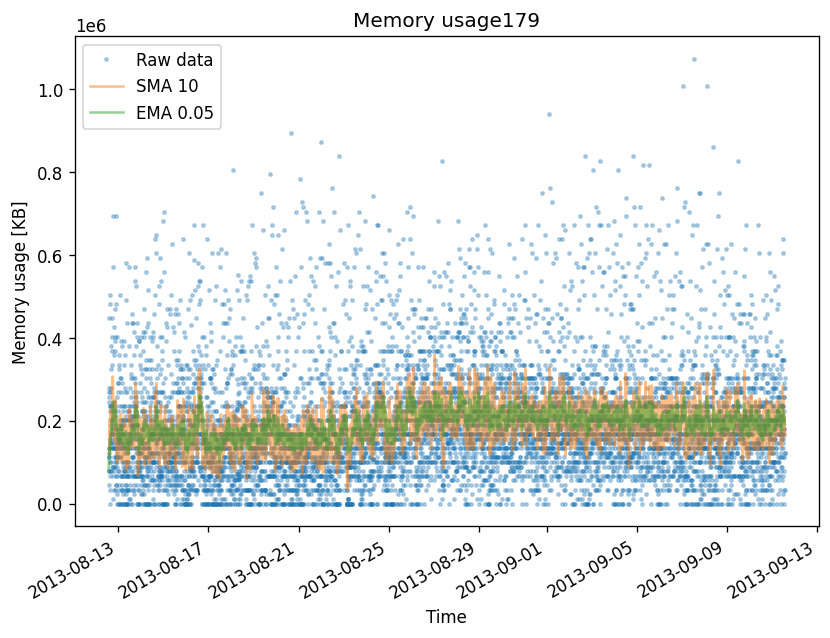 Memory usage179
1e6
Raw data
SMA 10
EMA 0.05
1.0
0.8
0.6
0.4
0.2
0.0
Memory usage [KB]
2013-08-13
2013-08-17
2013-08-21
2013-08-25
2013-08-29
2013-09-01
2013-09-05
2013-09-09
2013-09-13
Time